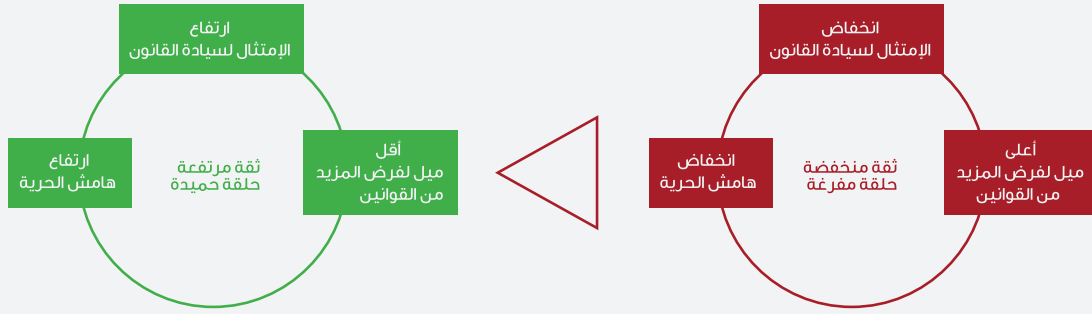 انخفاض
الإمتثال لسيادة القانون
أعلى
ميل لفرض المزيد
من القوانين
ثقة منخفضة
حلقة مفرغة
انخفاض
هامش الحرية
ارتفاع
الإمتثال لسيادة القانون
أقل
ميل لفرض المزيد
من القوانين
ثقة مرتفعة
حلقة حميدة
ارتفاع
هامش الحرية